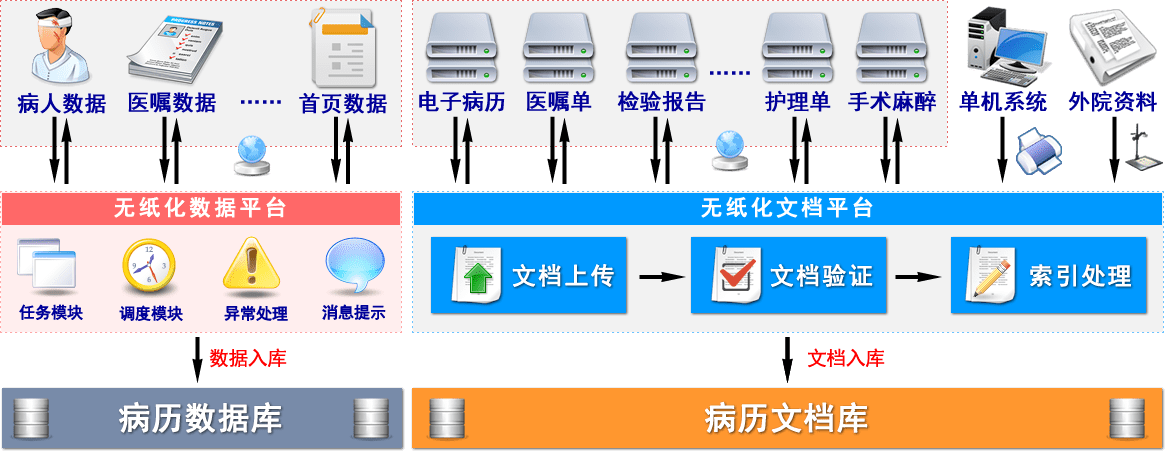 PROGRESS NOTES
病人数据
医嘱数据
……
首页数据
电子病历
医嘱单
检验报告
……
护理单
手术麻醉
单机系统
外院资料
无纸化数据平台
任务模块
调度模块
异常处理
消息提示
无纸化文档平台
文档上传
文档验证
索引处理
数据入库
文档入库
病历数据库
病历文档库